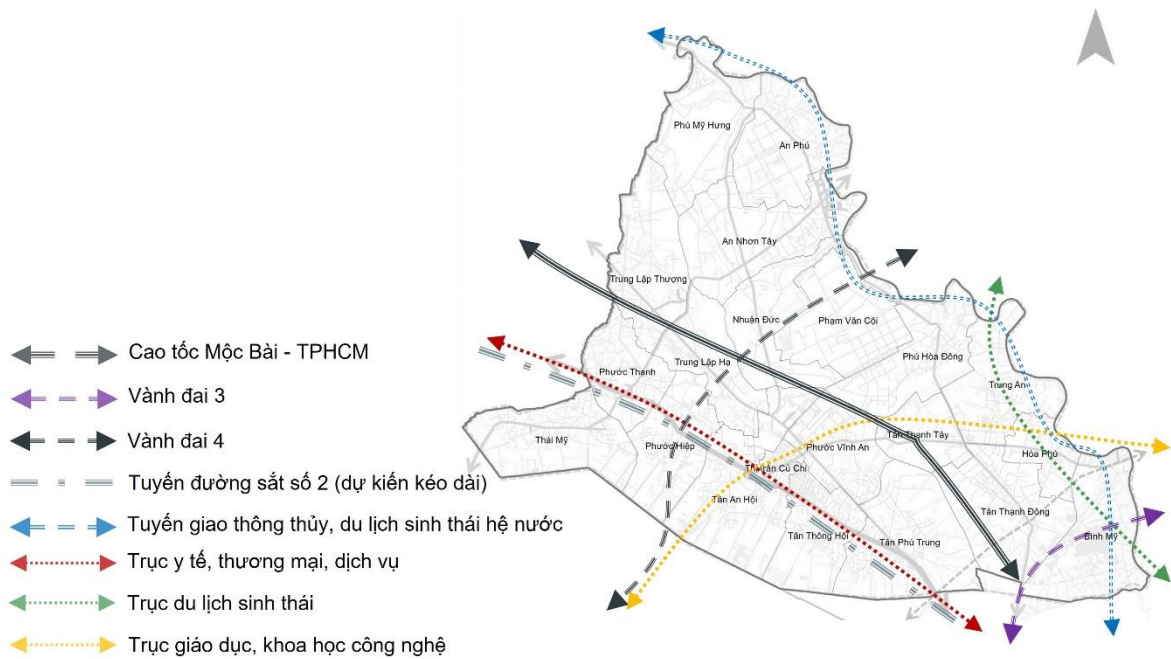 Phú Mỹ Hưng
An Phú
An Nhơn Tây
Trung Lập Thượng
Nhuận Đức
Phạm Văn Cội
Phú Hòa Đông
Trung Lập Hạ
Phước Thạnh
Trung An
Thái Mỹ
Phước Hiệp
Phước Vĩnh An
Tân Thạnh Tây
Hòa Phú
Thị trấn Củ Chi
Tân An Hội
Tân Thạnh Đông
Tân Thông Hội
Tân Phú Trung
Bình Mỹ
Cao tốc Mộc Bài - TPHCM
Vành đai 3
Vành đai 4
Tuyến đường sắt số 2 (dự kiến kéo dài)
Tuyến giao thông thủy, du lịch sinh thái hệ nước
Trục y tế, thương mại, dịch vụ
Trục du lịch sinh thái
Trục giáo dục, khoa học công nghệ